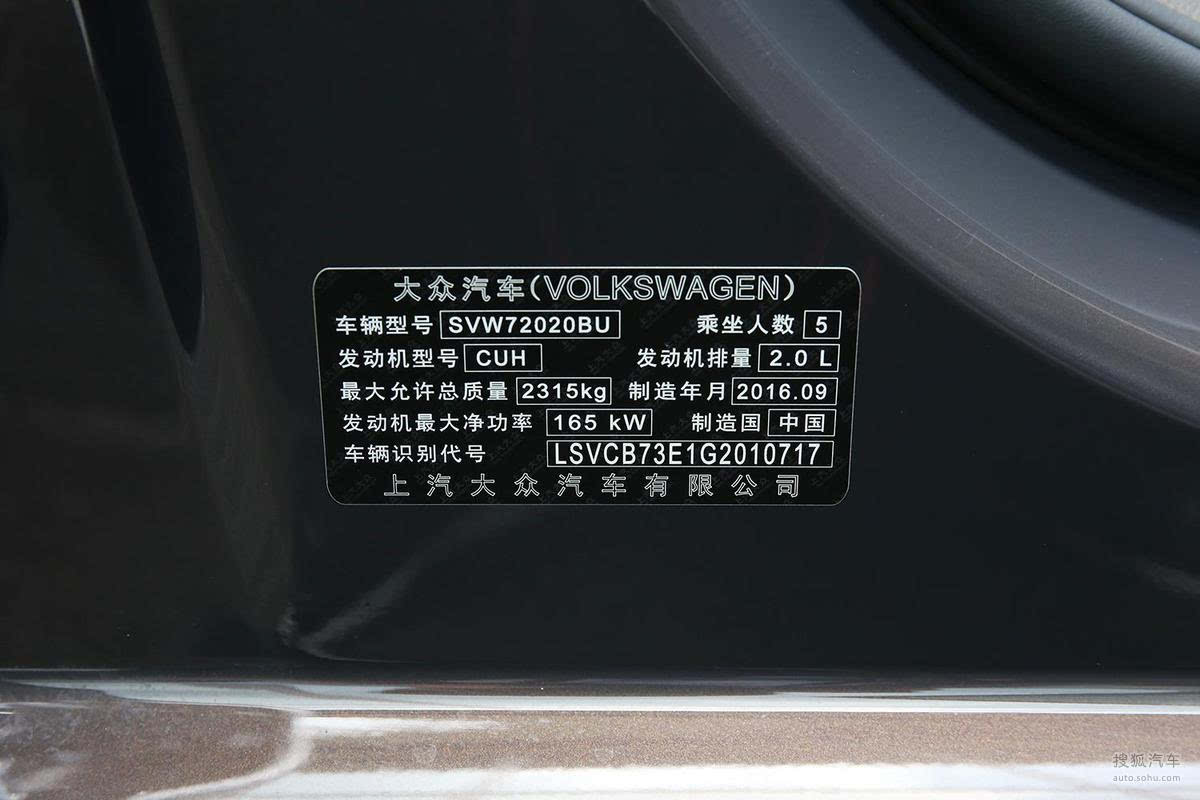 大众汽车(VOLKSWAGEN)
车辆型号 SVW72020BU 乘坐人数 5
发动机型号 CUH 发动机排量 2.0 L
最大允许总质量 2315kg 制造年月 2016.09
发动机最大净功率 165 kW 制造国 中国
车辆识别代号 LSVCB73E1G2010717
上汽大众汽车有限公司
搜狐汽车
auto.sohu.com